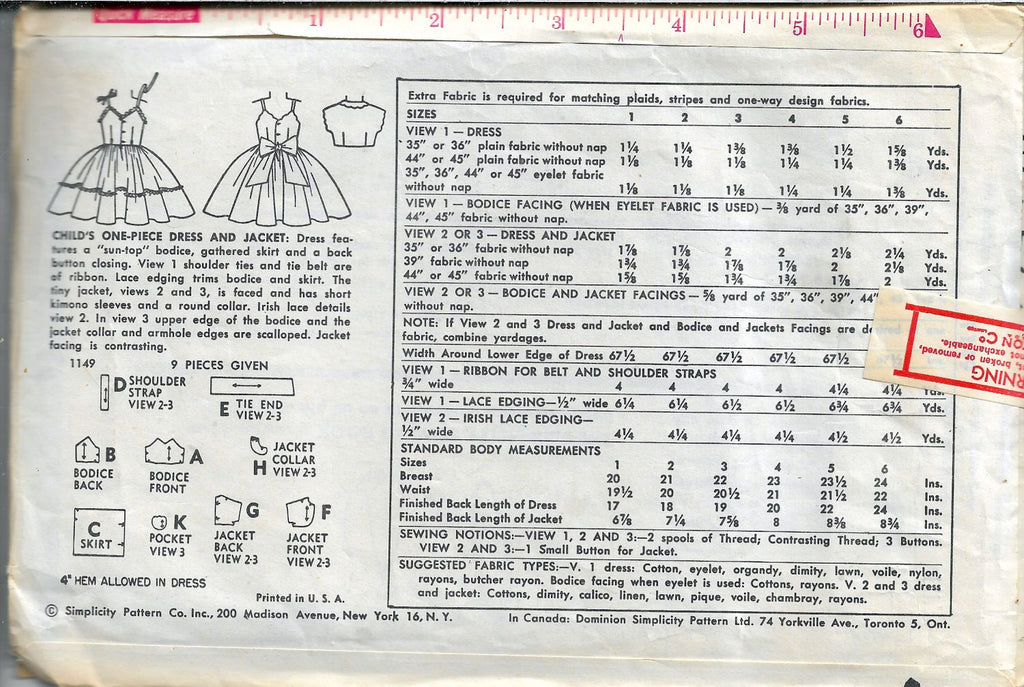 Quick Measure 1 2 3 4 5 6
CHILD'S ONE-PIECE DRESS AND JACKET: Dress fea-
tures a "sun-top" bodice, gathered skirt and a back
button closing. View 1 shoulder ties and tie belt are
of ribbon. Lace edging trims bodice and skirt. The
tiny jacket, views 2 and 3, is faced and has short
kimono sleeves and a round collar. Irish lace details
view 2. In view 3 upper edge of the bodice and the
jacket collar and armhole edges are scalloped. Jacket
facing is contrasting.
1149 9 PIECES GIVEN
D SHOULDER
STRAP
VIEW 2-3
E TIE END
VIEW 2-3
B
BODICE
BACK
A
BODICE
FRONT
H JACKET
COLLAR
VIEW 2-3
C
SKIRT
K
POCKET
VIEW 3
G
JACKET
BACK
VIEW 2-3
F
JACKET
FRONT
VIEW 2-3
4" HEM ALLOWED IN DRESS
Printed in U. S. A.
Extra Fabric is required for matching plaids, stripes and one-way design fabrics.
SIZES 1 2 3 4 5 6
VIEW 1 — DRESS
35" or 36" plain fabric without nap 1¼ 1¼ 1⅜ 1⅜ 1½ 1⅝ Yds.
44" or 45" plain fabric without nap 1⅛ 1⅛ 1⅛ 1¼ 1¼ 1⅜ Yds.
35", 36", 44" or 45" eyelet fabric
without nap 1⅛ 1⅛ 1⅛ 1¼ 1¼ 1⅜ Yds.
VIEW 1 — BODICE FACING (WHEN EYELET FABRIC IS USED) — ⅜ yard of 35", 36", 39",
44", 45" fabric without nap.
VIEW 2 OR 3 — DRESS AND JACKET
35" or 36" fabric without nap 1⅞ 1⅞ 2 2 2⅛ 2¼ Yds.
39" fabric without nap 1¾ 1¾ 1⅞ 1⅞ 2 2⅛ Yds.
44" or 45" fabric without nap 1⅝ 1⅝ 1¾ 1¾ 1⅞ 2 Yds.
VIEW 2 OR 3 — BODICE AND JACKET FACINGS — ⅝ yard of 35", 36", 39", 44"
without nap.
NOTE: If View 2 and 3 Dress and Jacket and Bodice and Jackets Facings are
fabric, combine yardages.
Width Around Lower Edge of Dress 67½ 67½ 67½ 67½ 67½
VIEW 1 — RIBBON FOR BELT AND SHOULDER STRAPS
¾" wide 4 4 4 4 4¼ 4¼ Yds.
VIEW 1 — LACE EDGING — ½" wide 6¼ 6¼ 6½ 6½ 6¾ 6¾ Yds.
VIEW 2 — IRISH LACE EDGING —
½" wide 4¼ 4¼ 4¼ 4¼ 4½ 4½ Yds.
STANDARD BODY MEASUREMENTS
Sizes 1 2 3 4 5 6
Breast 20 21 22 23 23½ 24 Ins.
Waist 19½ 20 20½ 21 21½ 22 Ins.
Finished Back Length of Dress 17 18 19 20 22 24 Ins.
Finished Back Length of Jacket 6⅞ 7¼ 7⅝ 8 8⅜ 8¾ Ins.
SEWING NOTIONS:—VIEW 1, 2 AND 3:—2 spools of Thread; Contrasting Thread; 3 Buttons.
VIEW 2 AND 3:—1 Small Button for Jacket.
SUGGESTED FABRIC TYPES:—V. 1 dress: Cotton, eyelet, organdy, dimity, lawn, voile, nylon,
rayons, butcher rayon. Bodice facing when eyelet is used: Cottons, rayons. V. 2 and 3 dress
and jacket: Cottons, dimity, calico, linen, lawn, pique, voile, chambray, rayons.
RNING
broken or removed,
not exchangeable.
ON Co. LIMITED
© Simplicity Pattern Co. Inc., 200 Madison Avenue, New York 16, N. Y. In Canada: Dominion Simplicity Pattern Ltd. 74 Yorkville Ave., Toronto 5, Ont.